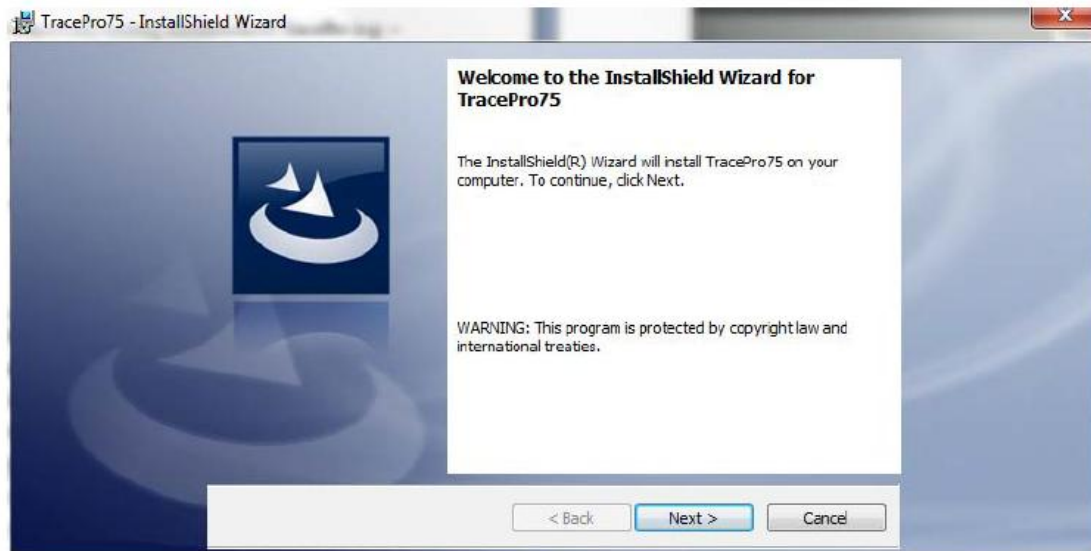 TracePro75 - InstallShield Wizard
Welcome to the InstallShield Wizard for
TracePro75
The InstallShield(R) Wizard will install TracePro75 on your
computer. To continue, click Next.
WARNING: This program is protected by copyright law and
international treaties.
< Back Next > Cancel